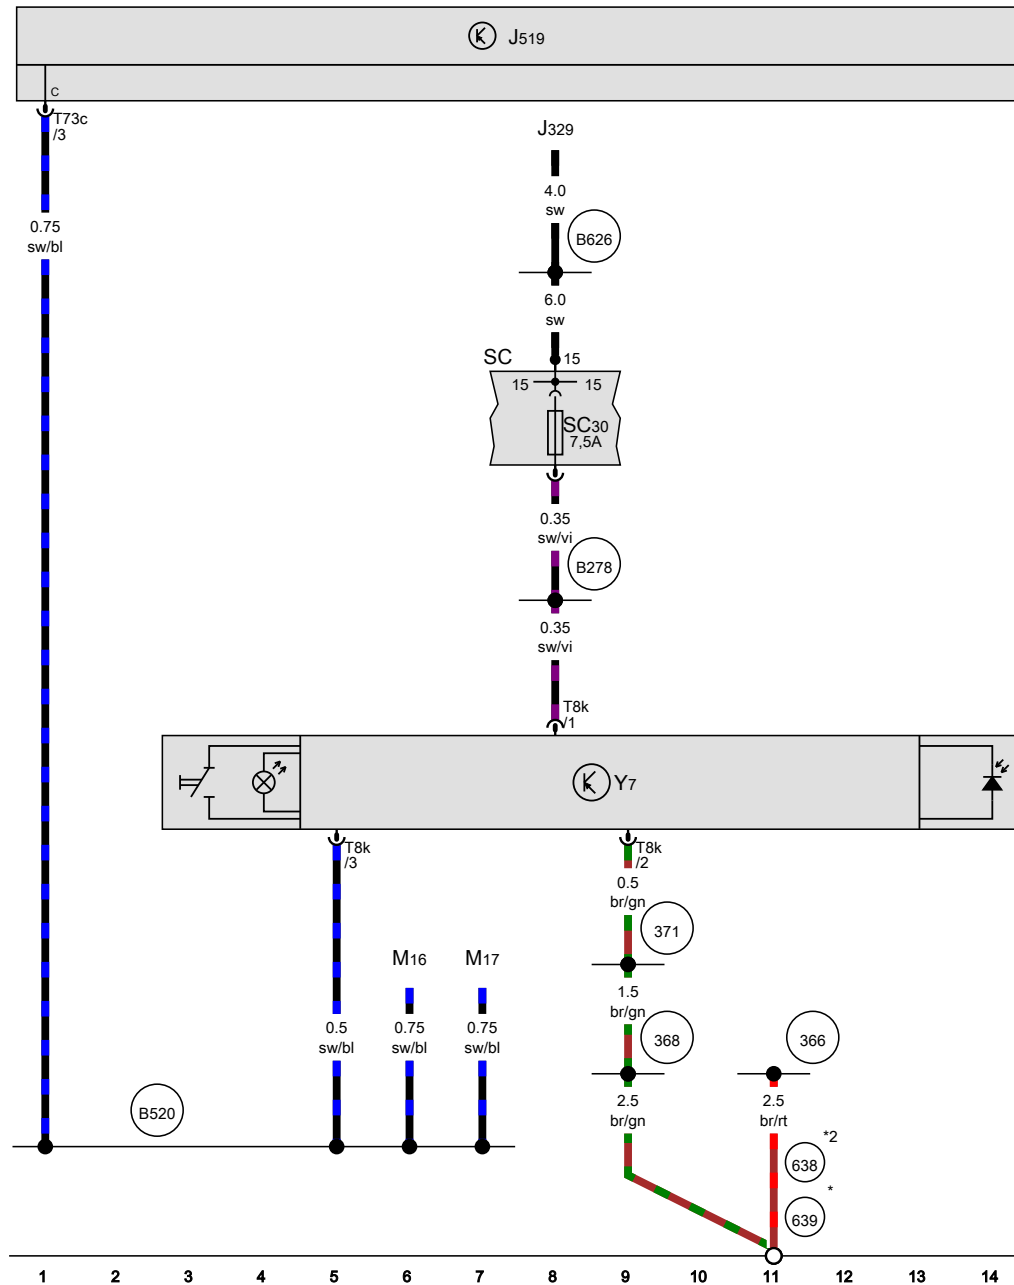 J519
C
T73c
/3
J329
4.0
sw
0.75
sw/bl
B626
6.0
sw
SC
15
15
15
SC30
7,5A
0.35
sw/vi
B278
0.35
sw/vi
T8k
/1
Y7
T8k
/3
T8k
/2
0.5
br/gn
371
M16
M17
1.5
br/gn
0.5
sw/bl
0.75
sw/bl
0.75
sw/bl
368
366
B520
2.5
br/gn
2.5
br/rt
*2
638
*
639
1 2 3 4 5 6 7 8 9 10 11 12 13 14